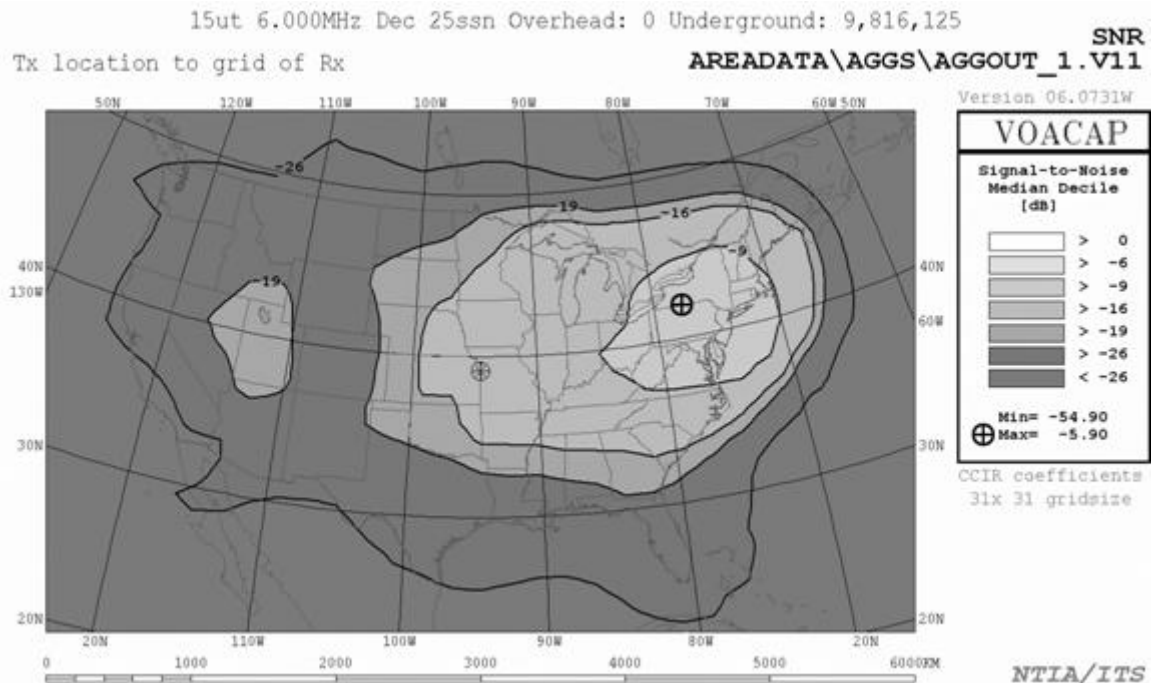 15ut 6.000MHz Dec 25ssn Overhead: 0 Underground: 9,816,125
SNR
Tx location to grid of Rx
AREADATA\AGGS\AGGOUT_1.V11
Version 06.0731W
50N 120W 110W 100W 90W 80W 70W 60W 50N
VOACAP
Signal-to-Noise
Median Decile
[dB]
> 0
> -6
> -9
> -16
> -19
> -26
< -26
Min= -54.90
Max= -5.90
CCIR coefficients
31x 31 gridsize
-26
-19
-16
-9
-19
40N
130W
30N
20N
40N
60W
30N
20N
20N 110W 100W 90W 80W 20N
0 1000 2000 3000 4000 5000 6000KM
NTIA/ITS